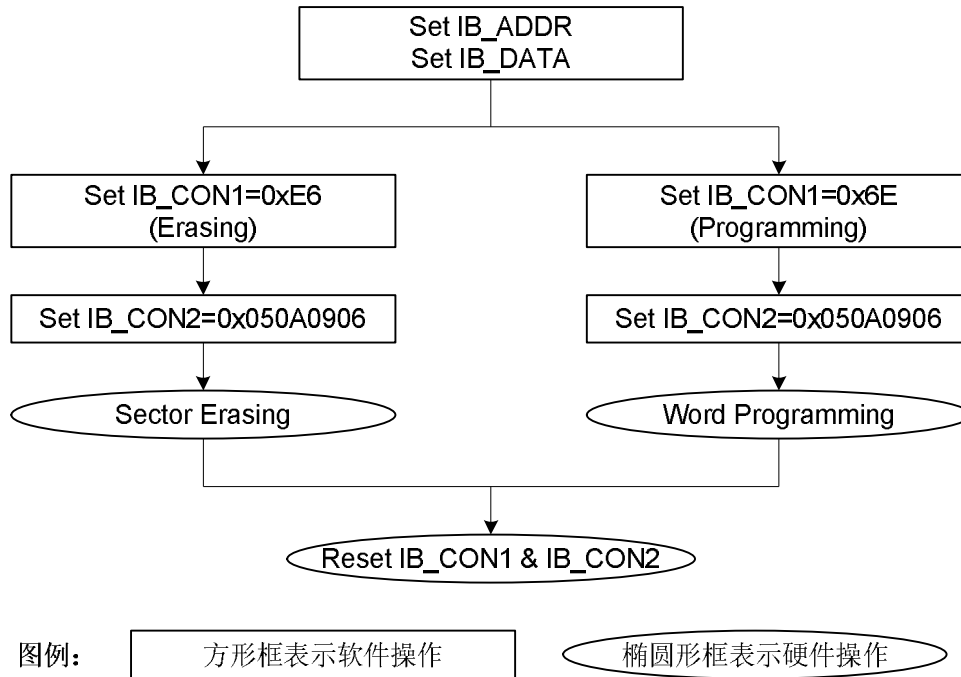 Set IB_ADDR
Set IB_DATA
Set IB_CON1=0xE6
(Erasing)
Set IB_CON1=0x6E
(Programming)
Set IB_CON2=0x050A0906
Set IB_CON2=0x050A0906
Sector Erasing
Word Programming
Reset IB_CON1 & IB_CON2
图例：
方形框表示软件操作
椭圆形框表示硬件操作